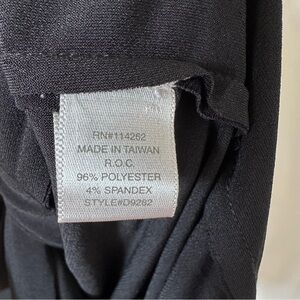 RN#114262
MADE IN TAIWAN
R.O.C.
96% POLYESTER
4% SPANDEX
STYLE#D9282